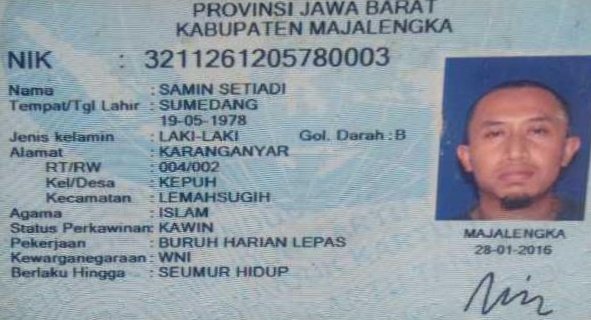 PROVINSI JAWA BARAT
KABUPATEN MAJALENGKA
NIK : 3211261205780003
Nama : SAMIN SETIADI
Tempat/Tgl Lahir : SUMEDANG
19-05-1978
Jenis kelamin : LAKI-LAKI Gol. Darah : B
Alamat : KARANGANYAR
RT/RW : 004/002
Kel/Desa : KEPUH
Kecamatan : LEMAHSUGIH
Agama : ISLAM
Status Perkawinan: KAWIN
Pekerjaan : BURUH HARIAN LEPAS
Kewarganegaraan : WNI
Berlaku Hingga : SEUMUR HIDUP
MAJALENGKA
28-01-2016